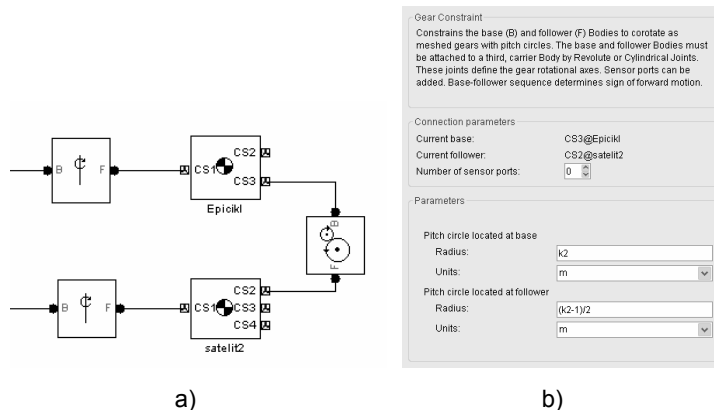 B
F
CS1
CS2
CS3
Epicikl
B
F
B
F
CS1
CS2
CS3
CS4
satelit2
a)
Gear Constraint
Constrains the base (B) and follower (F) Bodies to corotate as
meshed gears with pitch circles. The base and follower Bodies must
be attached to a third, carrier Body by Revolute or Cylindrical Joints.
These joints define the gear rotational axes. Sensor ports can be
added. Base-follower sequence determines sign of forward motion.
Connection parameters
Current base: CS3@Epicikl
Current follower: CS2@satelit2
Number of sensor ports: 0
Parameters
Pitch circle located at base
Radius: k2
Units: m
Pitch circle located at follower
Radius: (k2-1)/2
Units: m
b)